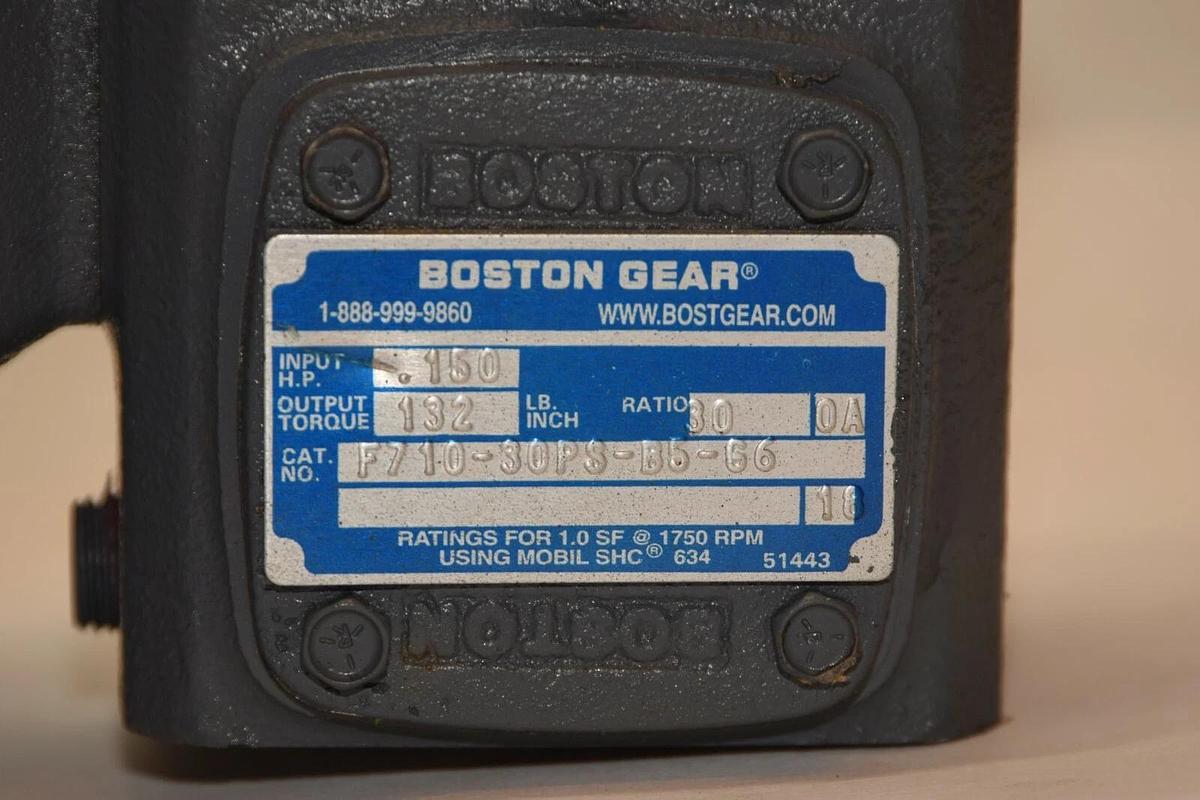 BOSTON
BOSTON GEAR®
1-888-999-9860 WWW.BOSTGEAR.COM
INPUT H.P. .150
OUTPUT TORQUE 132 LB. INCH RATIO 30 0A
CAT. NO. F710-30PS-B5-G6
RATINGS FOR 1.0 SF @ 1750 RPM
USING MOBIL SHC® 634 51443
BOSTON